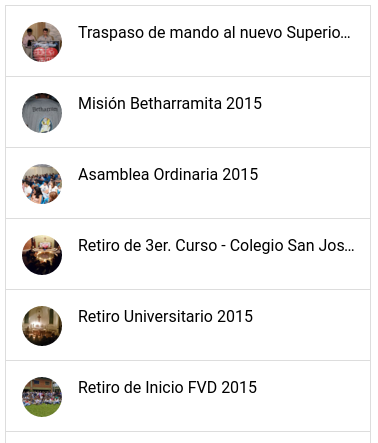 Traspaso de mando al nuevo Superio...
Misión Betharramita 2015
Asamblea Ordinaria 2015
Retiro de 3er. Curso - Colegio San Jos...
Retiro Universitario 2015
Retiro de Inicio FVD 2015